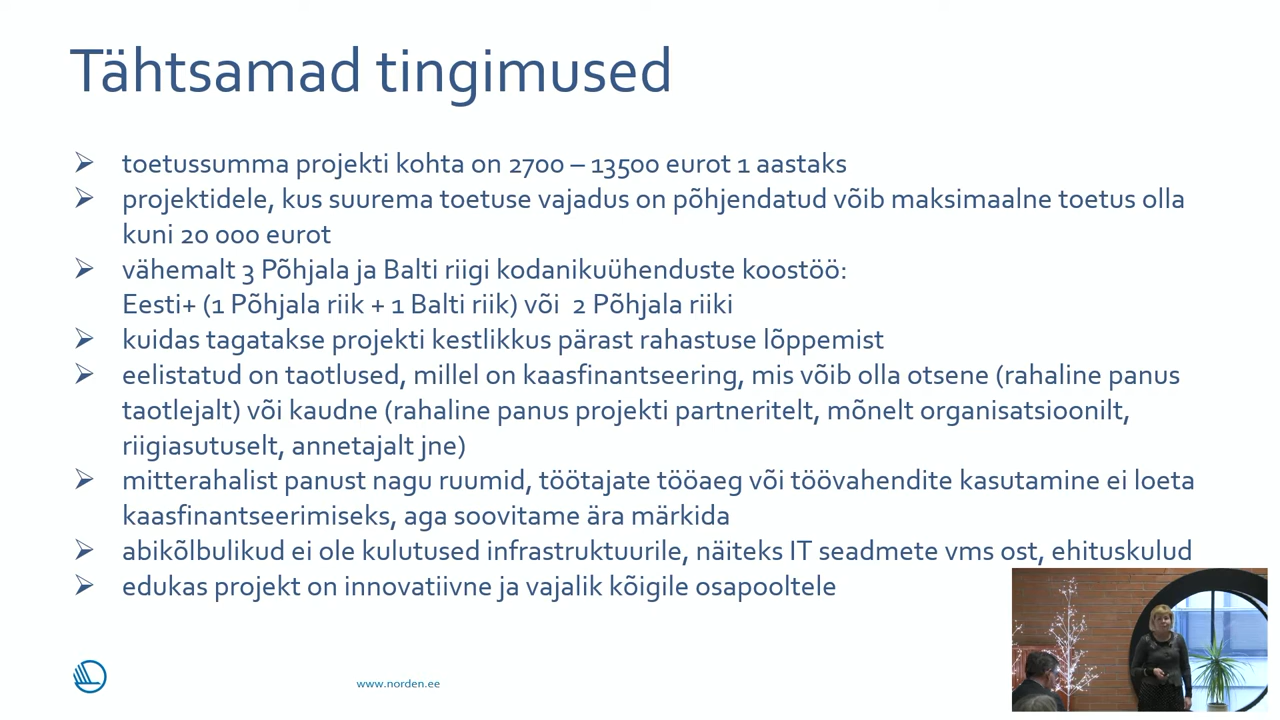 Tähtsamad tingimused
toetussumma projekti kohta on 2700 – 13500 eurot 1 aastaks
projektidele, kus suurema toetuse vajadus on põhjendatud võib maksimaalne toetus olla
kuni 20 000 eurot
vähemalt 3 Põhjala ja Balti riigi kodanikuühenduste koostöö:
Eesti+ (1 Põhjala riik + 1 Balti riik) või 2 Põhjala riiki
kuidas tagatakse projekti kestlikkus pärast rahastuse lõppemist
eelistatud on taotlused, millel on kaasfinantseering, mis võib olla otsene (rahaline panus
taotlejalt) või kaudne (rahaline panus projekti partneritelt, mõnelt organisatsioonilt,
riigiasutuselt, annetajalt jne)
mitterahalist panust nagu ruumid, töötajate tööaeg või töövahendite kasutamine ei loeta
kaasfinantseerimiseks, aga soovitame ära märkida
abikõlbulikud ei ole kulutused infrastruktuurile, näiteks IT seadmete vms ost, ehituskulud
edukas projekt on innovatiivne ja vajalik kõigile osapooltele
www.norden.ee